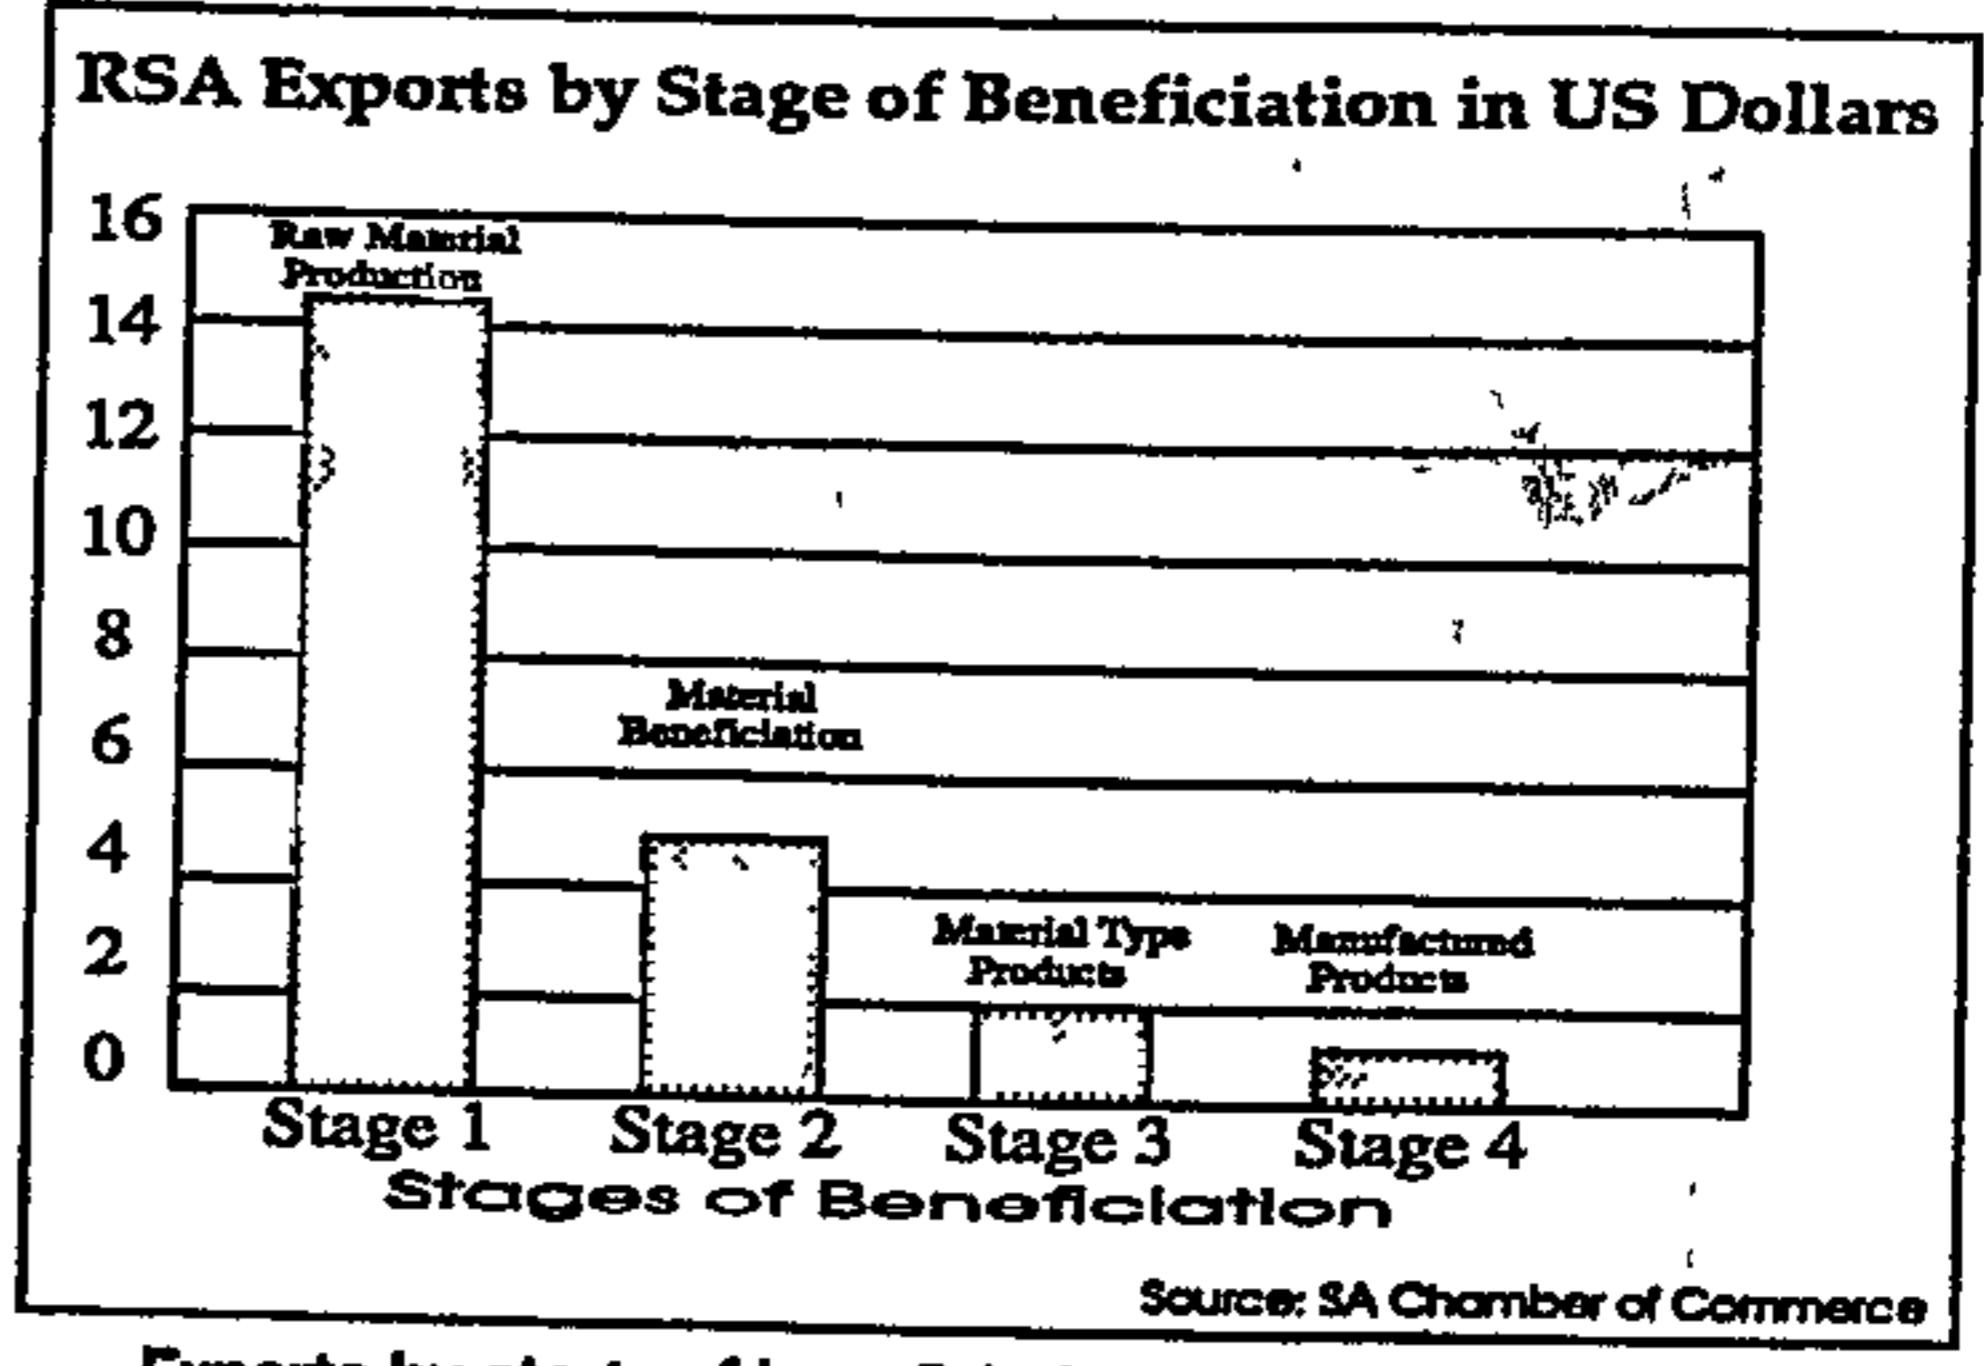 RSA Exports by Stage of Beneficiation in US Dollars
16
Raw Material
Production
14
12
10
8
Material
Beneficiation
6
4
Material Type
Products
Manufactured
Products
2
0
Stage 1
Stage 2
Stage 3
Stage 4
Stages of Beneficiation
Source: SA Chamber of Commerce
Exports by